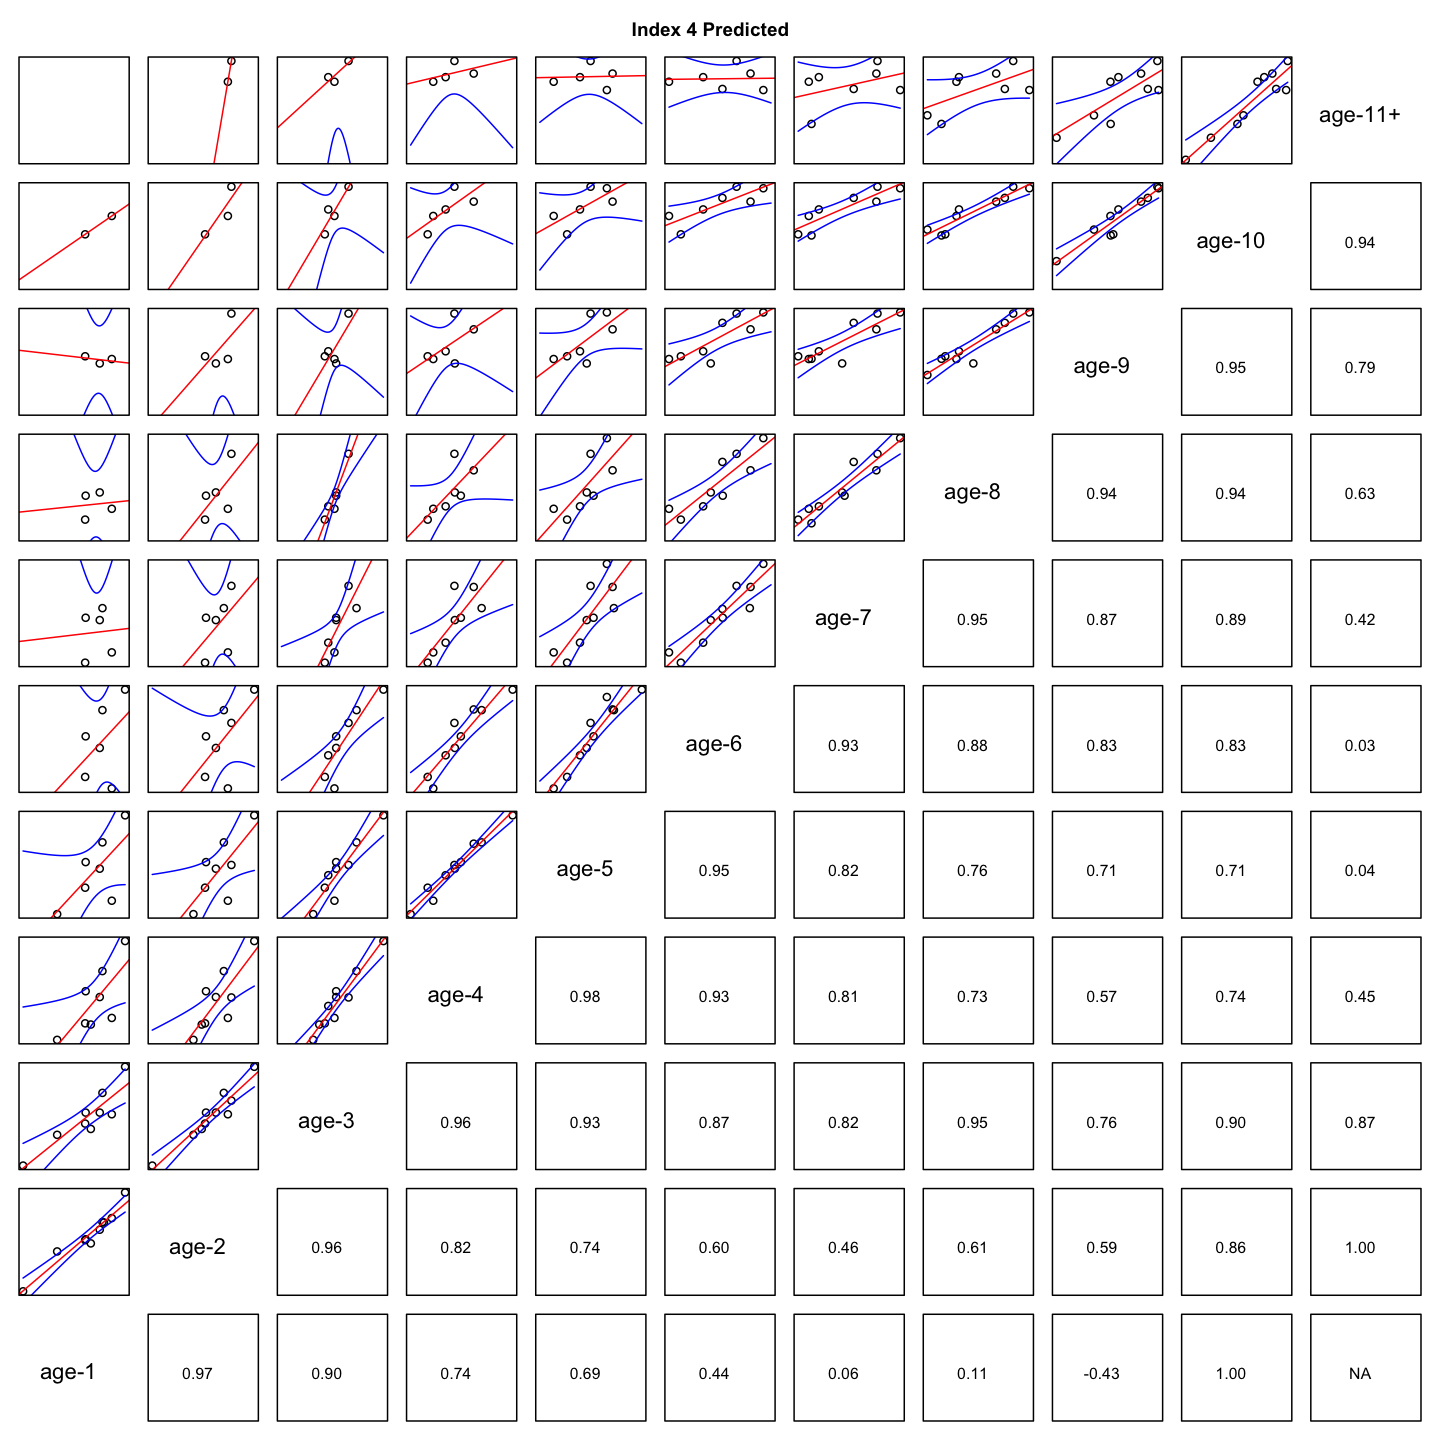 Index 4 Predicted
age-11+
age-10 0.94
age-9 0.95 0.79
age-8 0.94 0.94 0.63
age-7 0.95 0.87 0.89 0.42
age-6 0.93 0.88 0.83 0.83 0.03
age-5 0.95 0.82 0.76 0.71 0.71 0.04
age-4 0.98 0.93 0.81 0.73 0.57 0.74 0.45
age-3 0.96 0.93 0.87 0.82 0.95 0.76 0.90 0.87
age-2 0.96 0.82 0.74 0.60 0.46 0.61 0.59 0.86 1.00
age-1 0.97 0.90 0.74 0.69 0.44 0.06 0.11 -0.43 1.00 NA